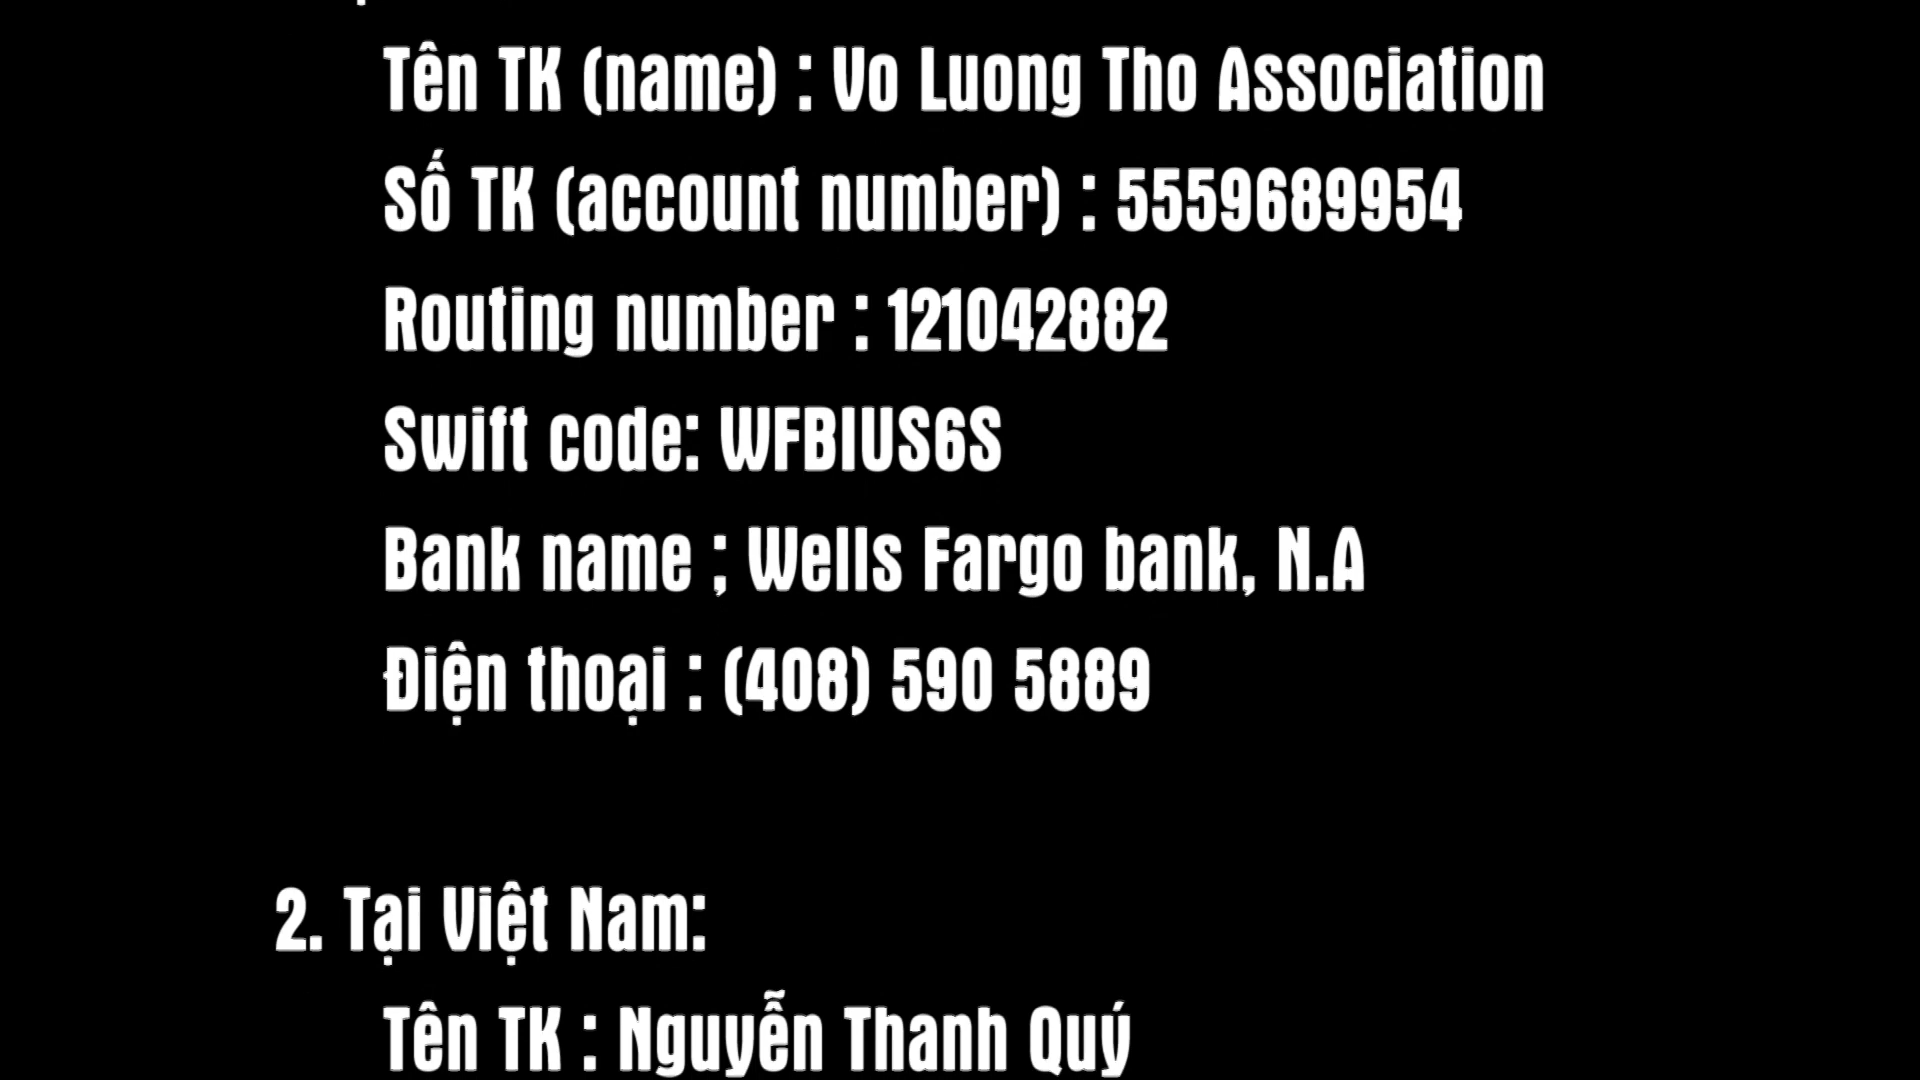 Tên TK (name) : Vo Luong Tho Association
Số TK (account number) : 5559689954
Routing number : 121042882
Swift code: WFBIUS6S
Bank name ; Wells Fargo bank, N.A
Điện thoại : (408) 590 5889
2. Tại Việt Nam:
Tên TK : Nguyễn Thanh Quý